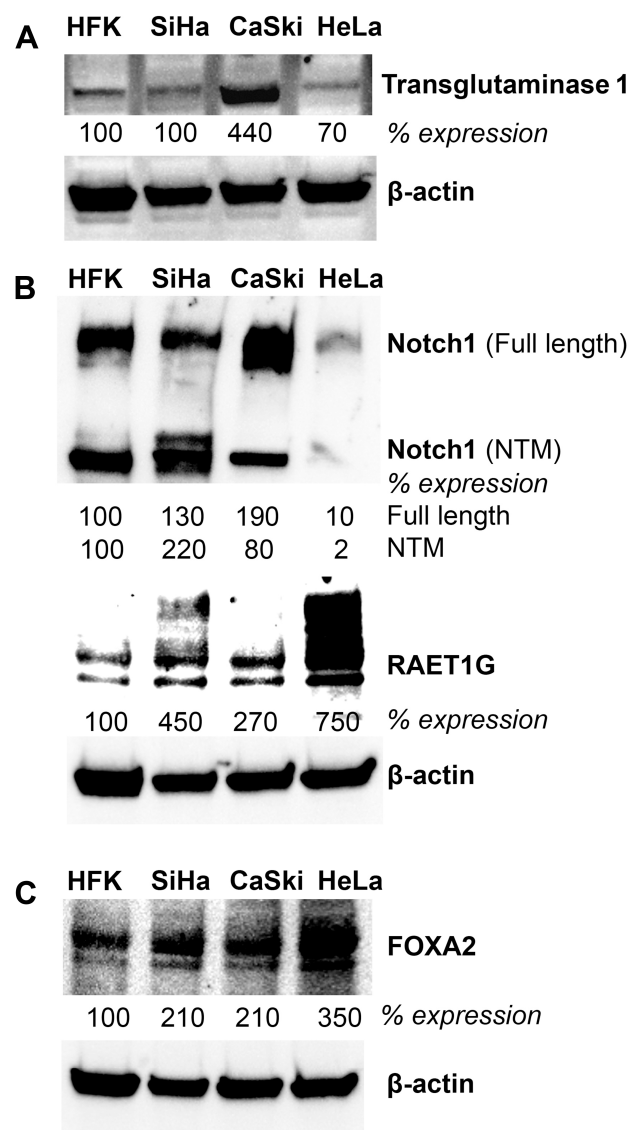 A
HFK SiHa CaSki HeLa
Transglutaminase 1
100 100 440 70 % expression
β-actin
B
HFK SiHa CaSki HeLa
Notch1 (Full length)
Notch1 (NTM)
% expression
100 130 190 10 Full length
100 220 80 2 NTM
RAET1G
100 450 270 750 % expression
β-actin
C
HFK SiHa CaSki HeLa
FOXA2
100 210 210 350 % expression
β-actin